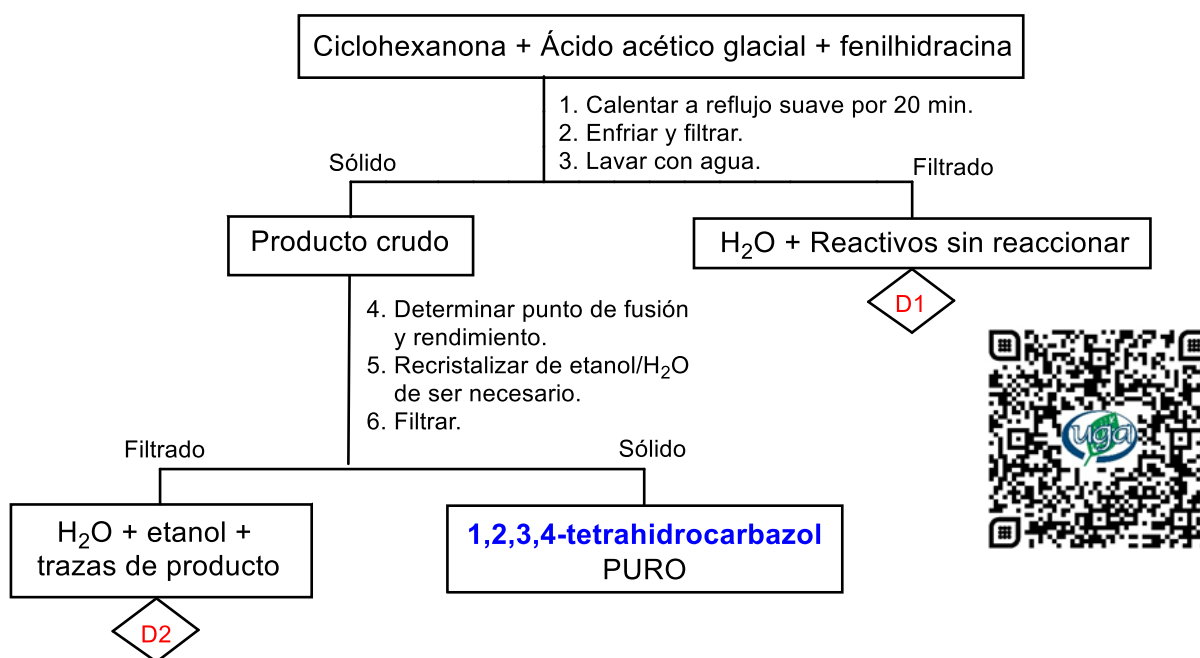 Ciclohexanona + Ácido acético glacial + fenilhidracina
1. Calentar a reflujo suave por 20 min.
2. Enfriar y filtrar.
3. Lavar con agua.
Sólido
Filtrado
Producto crudo
H₂O + Reactivos sin reaccionar
D1
4. Determinar punto de fusión
y rendimiento.
5. Recristalizar de etanol/H₂O
de ser necesario.
6. Filtrar.
uga
Filtrado
Sólido
H₂O + etanol +
trazas de producto
1,2,3,4-tetrahidrocarbazol
PURO
D2